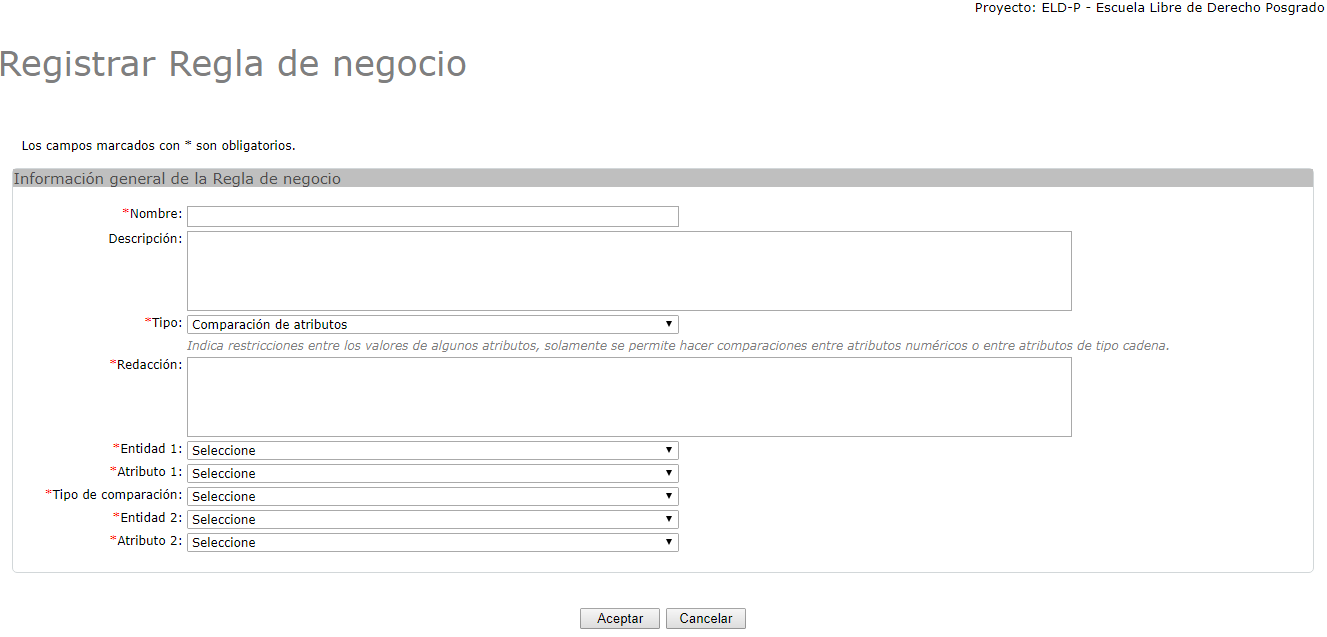 Proyecto: ELD-P - Escuela Libre de Derecho Posgrado
Registrar Regla de negocio
Los campos marcados con * son obligatorios.
Información general de la Regla de negocio
*Nombre:
Descripción:
*Tipo: Comparación de atributos
Indica restricciones entre los valores de algunos atributos, solamente se permite hacer comparaciones entre atributos numéricos o entre atributos de tipo cadena.
*Redacción:
*Entidad 1: Seleccione
*Atributo 1: Seleccione
*Tipo de comparación: Seleccione
*Entidad 2: Seleccione
*Atributo 2: Seleccione
Aceptar Cancelar